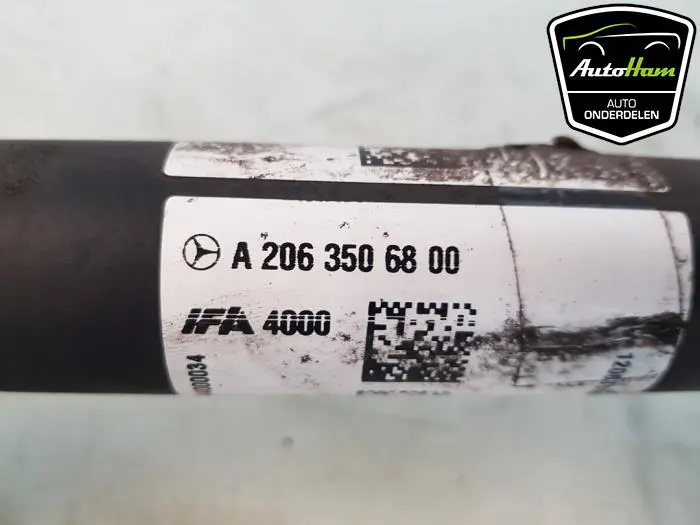 AutoHam
AUTO
ONDERDELEN
A 206 350 68 00
IFA 4000